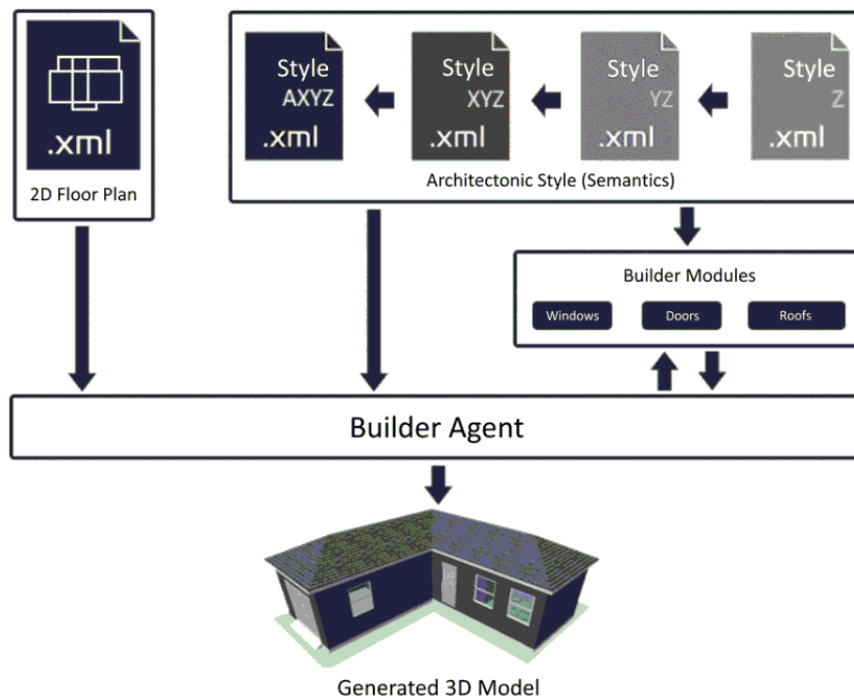 .xml
2D Floor Plan
Style
AXYZ
.xml
Style
XYZ
.xml
Style
YZ
.xml
Style
Z
.xml
Architectonic Style (Semantics)
Builder Modules
Windows
Doors
Roofs
Builder Agent
Generated 3D Model